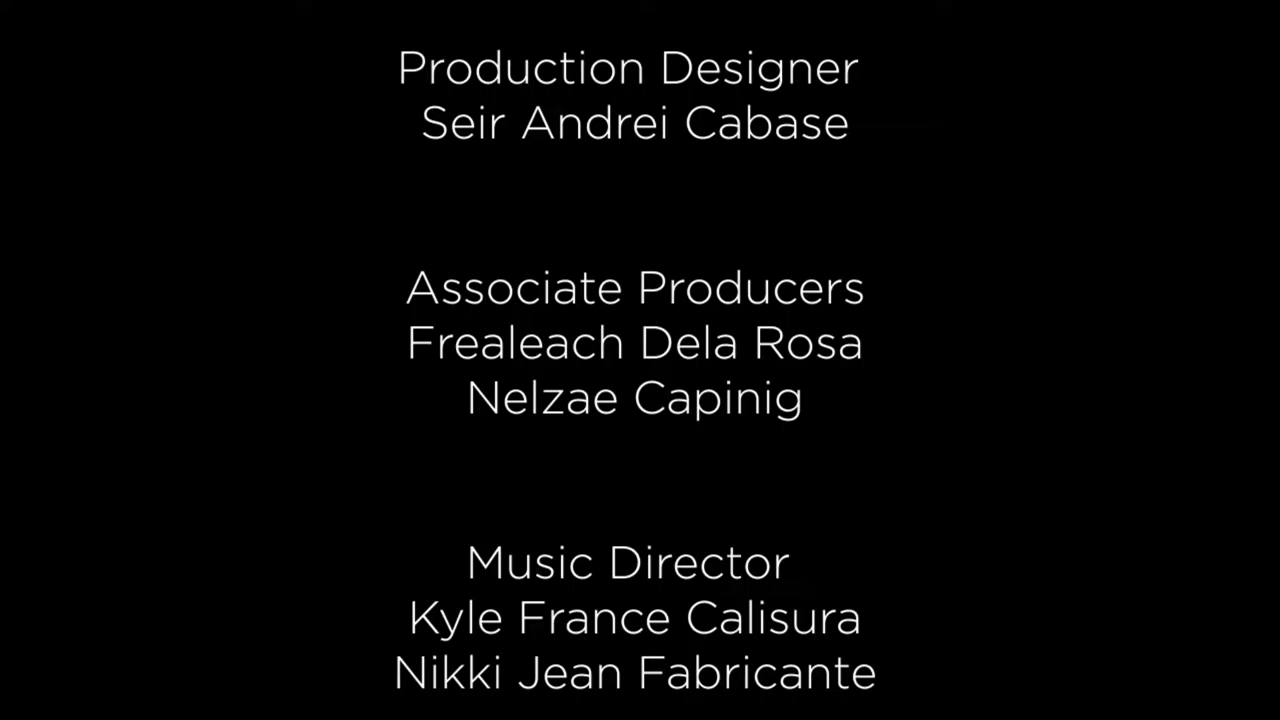 Production Designer
Seir Andrei Cabase
Associate Producers
Frealeach Dela Rosa
Nelzae Capinig
Music Director
Kyle France Calisura
Nikki Jean Fabricante